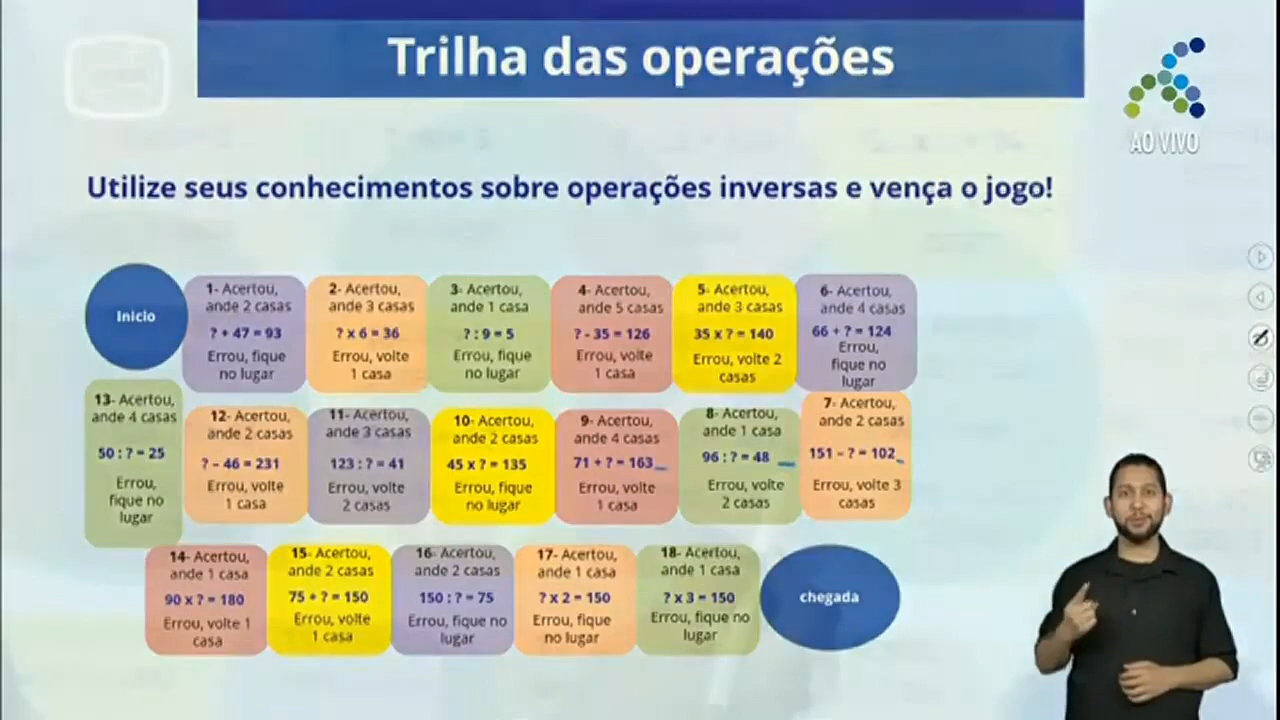 Trilha das operações
AO VIVO
Utilize seus conhecimentos sobre operações inversas e vença o jogo!
Inicio
1- Acertou,
ande 2 casas
? + 47 = 93
Errou, fique
no lugar
2- Acertou,
ande 3 casas
? x 6 = 36
Errou, volte
1 casa
3- Acertou,
ande 1 casa
? : 9 = 5
Errou, fique
no lugar
4- Acertou,
ande 5 casas
? - 35 = 126
Errou, volte
1 casa
5- Acertou,
ande 3 casas
35 x ? = 140
Errou, volte 2
casas
6- Acertou,
ande 4 casas
66 + ? = 124
Errou,
fique no
lugar
7- Acertou,
ande 2 casas
151 - ? = 102
Errou, volte 3
casas
8- Acertou,
ande 1 casa
96 : ? = 48
Errou, volte
2 casas
9- Acertou,
ande 4 casas
71 + ? = 163
Errou, volte
1 casa
10- Acertou,
ande 2 casas
45 x ? = 135
Errou, fique
no lugar
11- Acertou,
ande 3 casas
123 : ? = 41
Errou, volte
2 casas
12- Acertou,
ande 2 casas
? - 46 = 231
Errou, volte
1 casa
13- Acertou,
ande 4 casas
50 : ? = 25
Errou,
fique no
lugar
14- Acertou,
ande 1 casa
90 x ? = 180
Errou, volte 1
casa
15- Acertou,
ande 2 casas
75 + ? = 150
Errou, volte
1 casa
16- Acertou,
ande 2 casas
150 : ? = 75
Errou, fique no
lugar
17- Acertou,
ande 1 casa
? x 2 = 150
Errou, fique
no lugar
18- Acertou,
ande 1 casa
? x 3 = 150
Errou, fique no
lugar
chegada